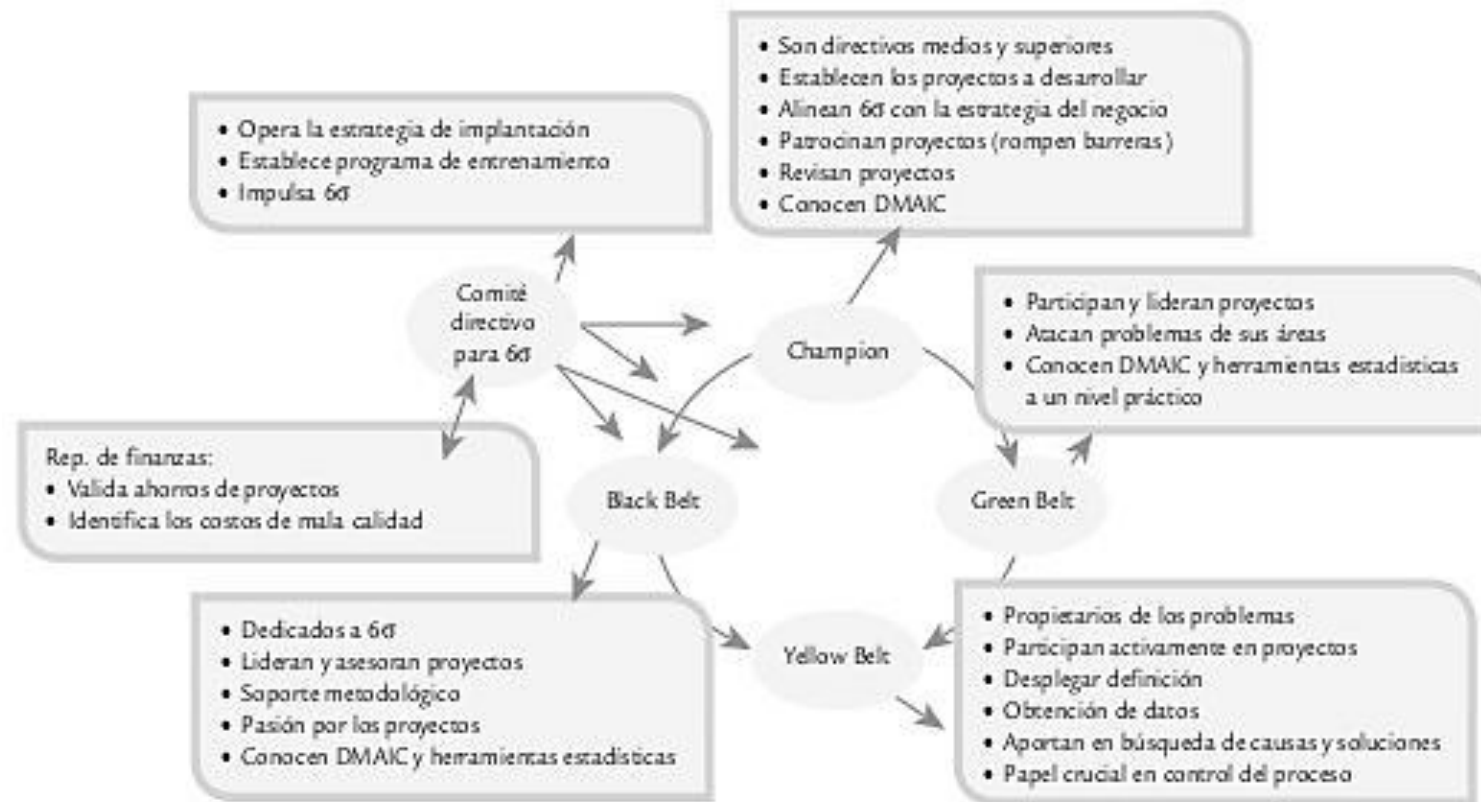 • Son directivos medios y superiores
• Establecen los proyectos a desarrollar
• Alinean 6σ con la estrategia del negocio
• Patrocinan proyectos (rompen barreras)
• Revisan proyectos
• Conocen DMAIC
• Opera la estrategia de implantación
• Establece programa de entrenamiento
• Impulsa 6σ
Comité
directivo
para 6σ
Champion
• Participan y lideran proyectos
• Atacan problemas de sus áreas
• Conocen DMAIC y herramientas estadísticas
a un nivel práctico
Rep. de finanzas:
• Valida ahorros de proyectos
• Identifica los costos de mala calidad
Black Belt
Green Belt
• Dedicados a 6σ
• Lideran y asesoran proyectos
• Soporte metodológico
• Pasión por los proyectos
• Conocen DMAIC y herramientas estadísticas
Yellow Belt
• Propietarios de los problemas
• Participan activamente en proyectos
• Desplegar definición
• Obtención de datos
• Aportan en búsqueda de causas y soluciones
• Papel crucial en control del proceso